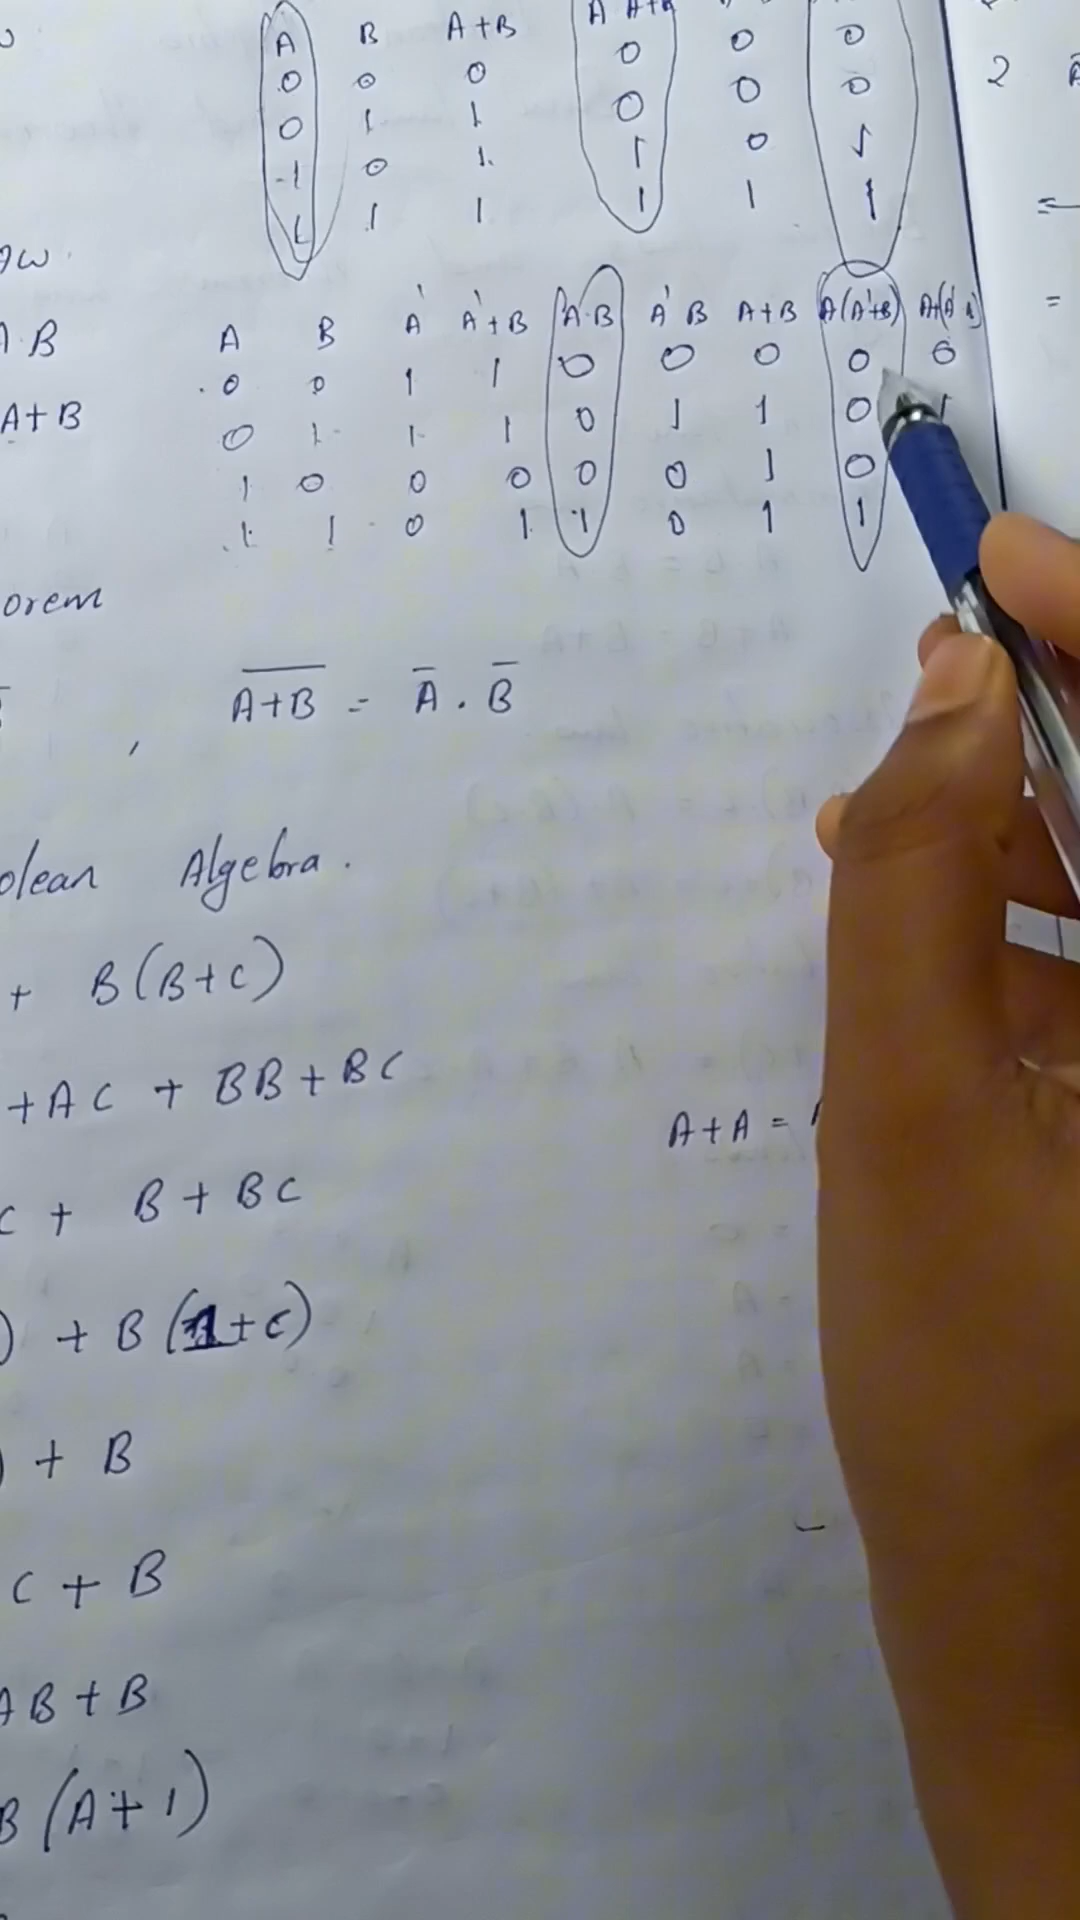 A B A+B
0 0 0 0 0 0
0 1 1 0 0 0
1 0 1 1 0 1
1 1 1 1 1 1
2
A·B A B A' A'+B A·B A'B A+B A(A'+B) =
0 0 1 1 0 0 0 0 0
A+B 0 1 1 1 0 1 1 0 1
1 0 0 0 0 0 1 0
1 1 0 1 1 0 1 1
orem
, A̅+̅B̅ = A̅ . B̅
olean Algebra.
+ B(B+C)
+AC + BB+BC
A+A =
C + B+BC
) + B(1+C)
) + B
C + B
AB+B
B(A+1)